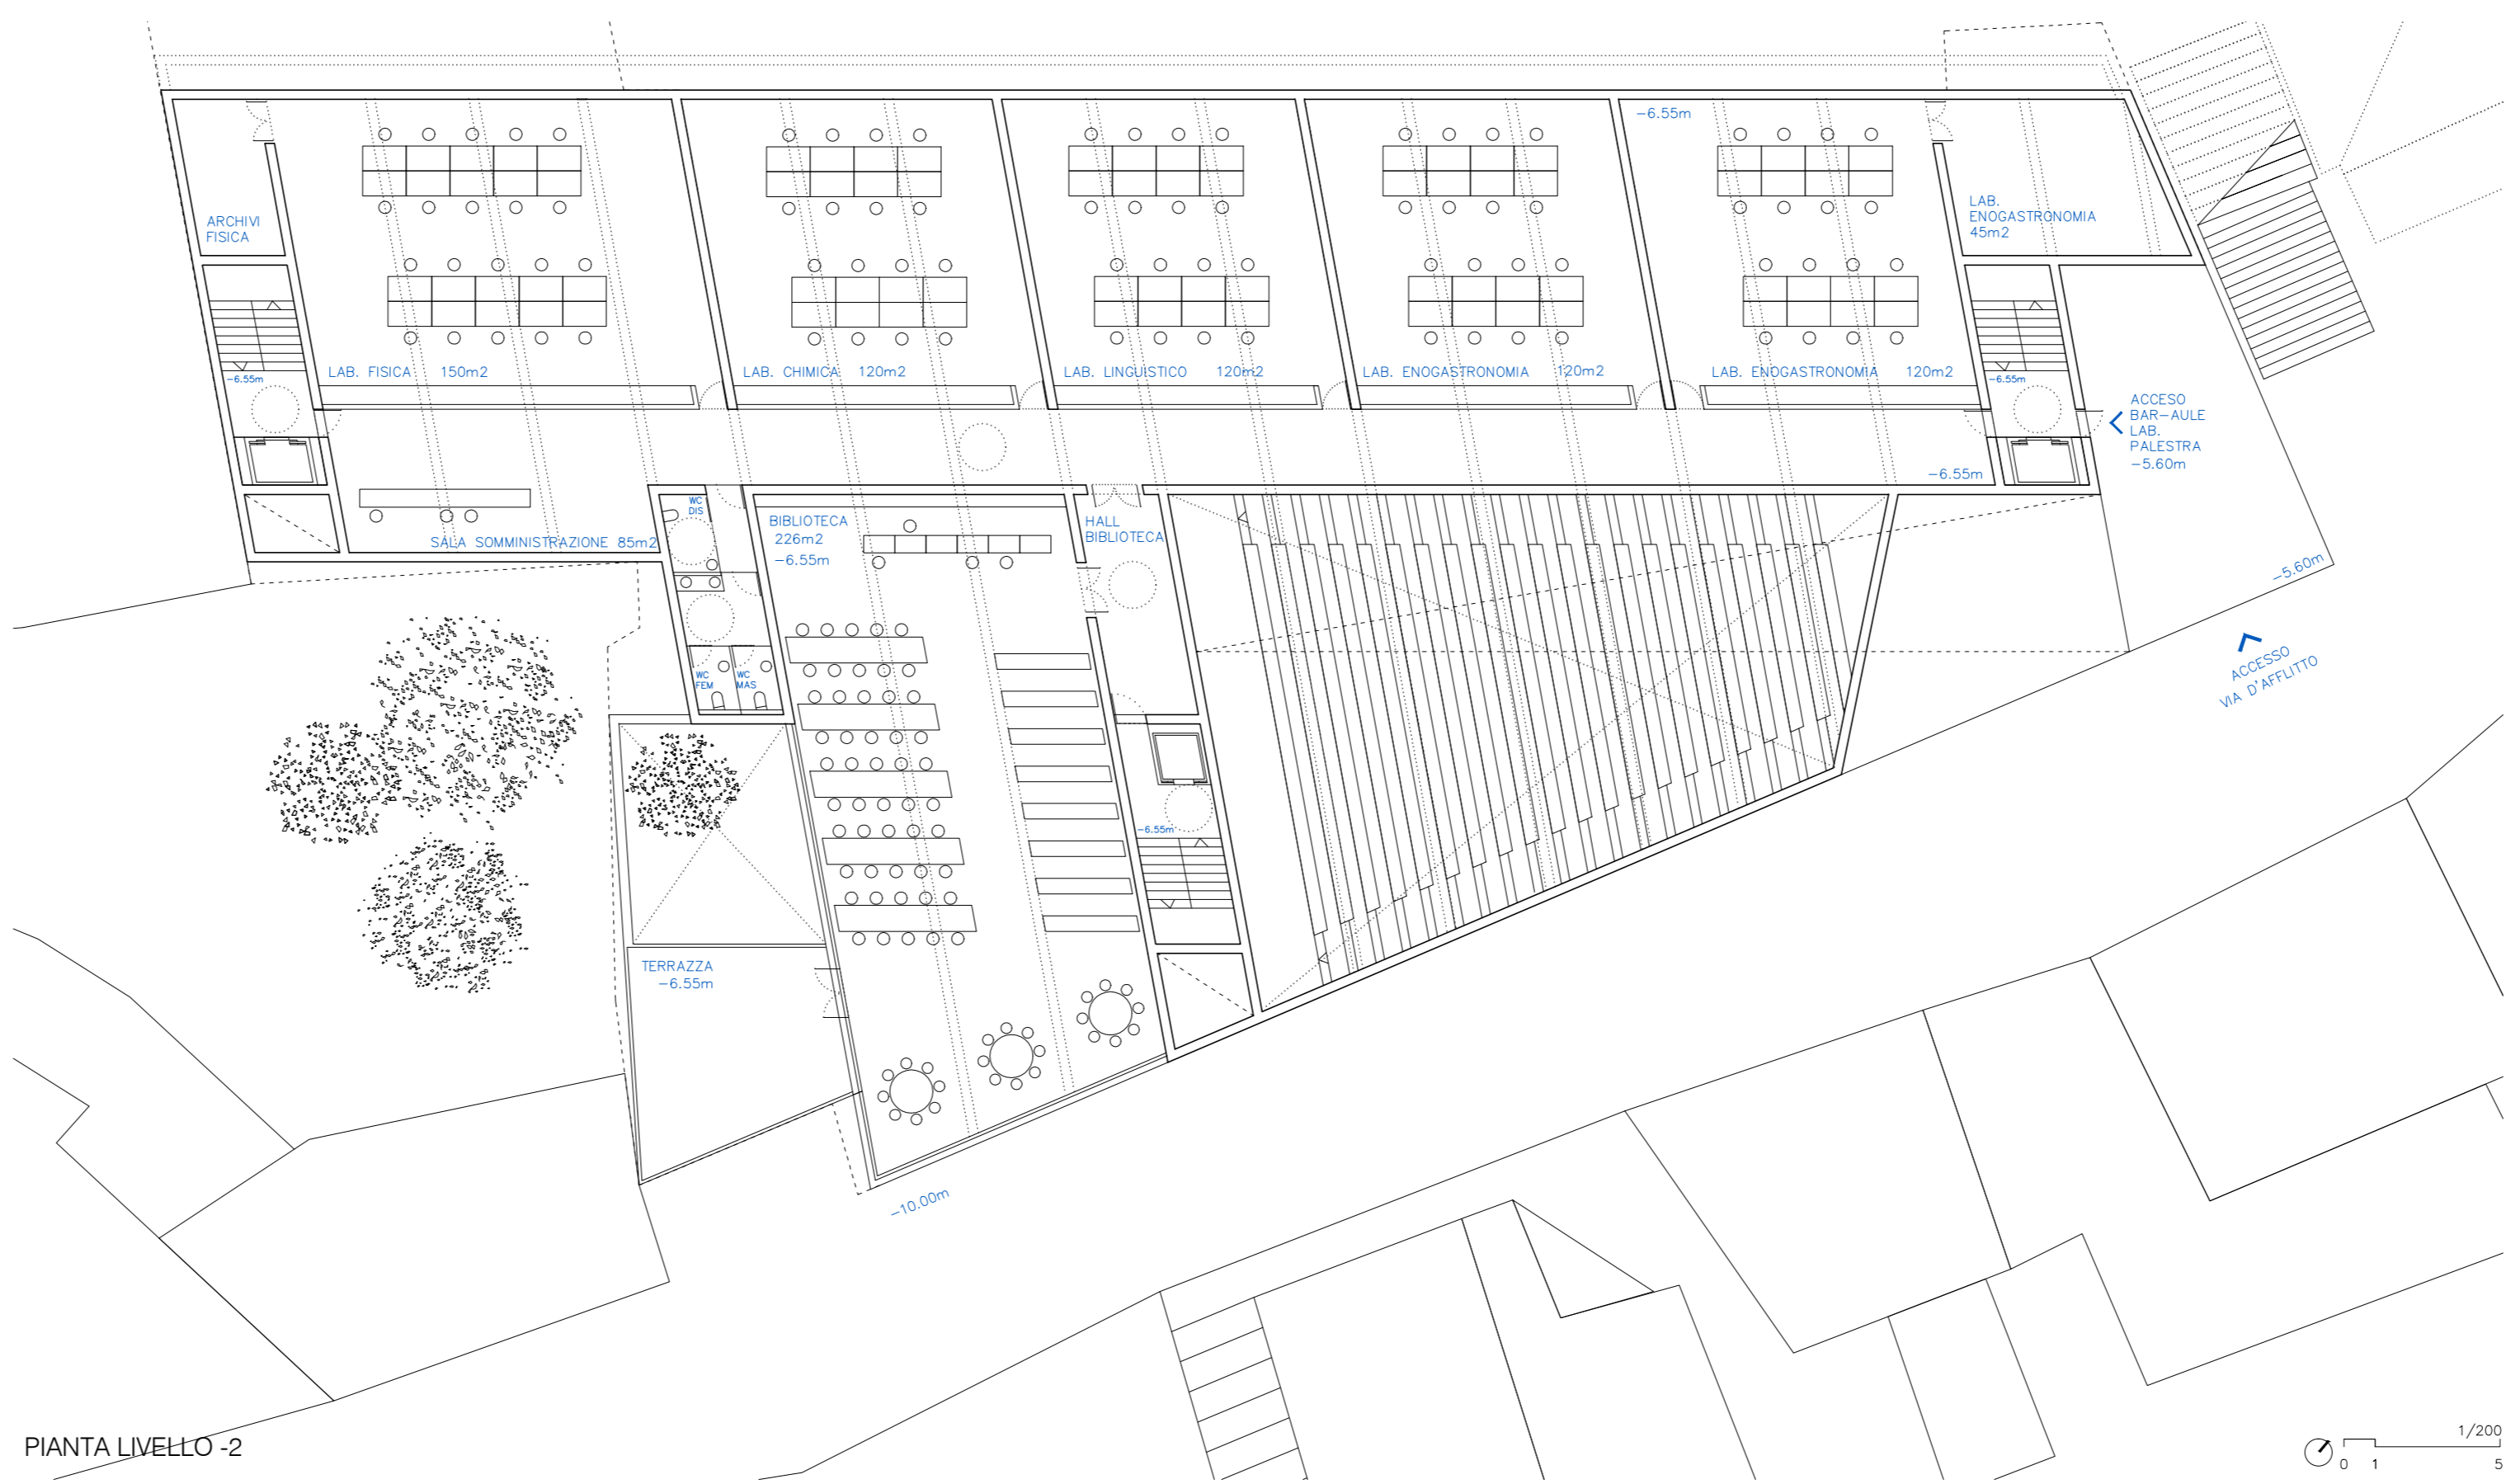 -6.55m
ARCHIVI
FISICA
LAB.
ENOGASTRONOMIA
45m2
LAB. FISICA 150m2
LAB. CHIMICA 120m2
LAB. LINGUISTICO 120m2
LAB. ENOGASTRONOMIA 120m2
LAB. ENOGASTRONOMIA 120m2
-6.55m
-6.55m
ACCESO
BAR-AULE
LAB.
PALESTRA
-5.60m
-6.55m
WC
DIS
BIBLIOTECA
226m2
-6.55m
HALL
BIBLIOTECA
SALA SOMMINISTRAZIONE 85m2
-5.60m
ACCESSO
VIA D'AFFLITTO
WC
FEM
WC
MAS
-6.55m
TERRAZZA
-6.55m
-10.00m
PIANTA LIVELLO -2
1/200
0 1 5